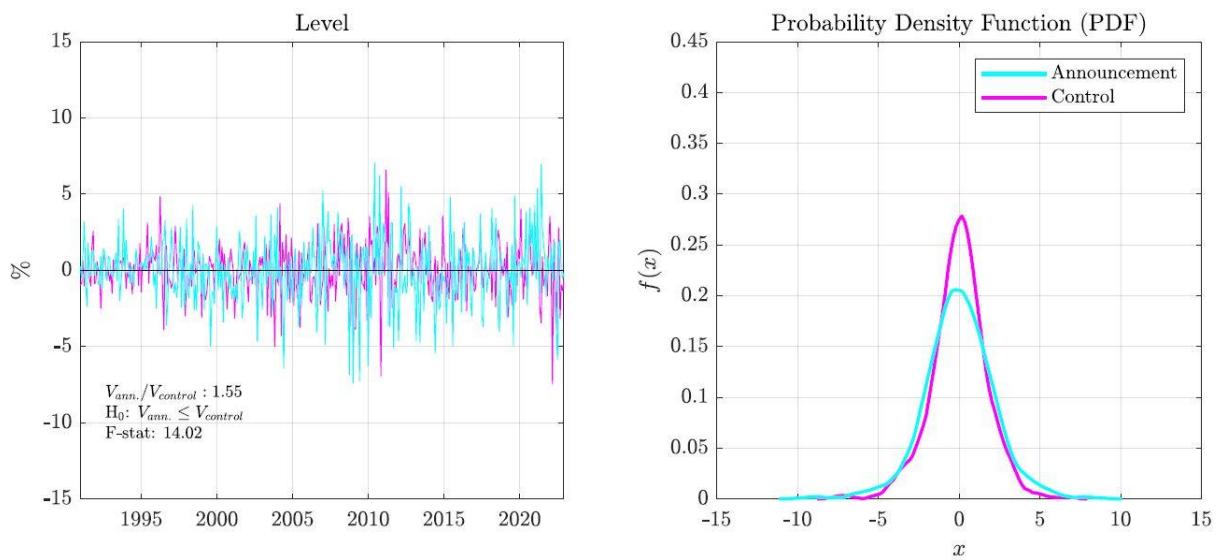 Level
15
10
5
0
-5
-10
-15
%
V_ann./V_control : 1.55
H₀: V_ann. ≤ V_control
F-stat: 14.02
1995 2000 2005 2010 2015 2020
Probability Density Function (PDF)
0.45
0.4
0.35
0.3
0.25
0.2
0.15
0.1
0.05
0
f(x)
Announcement
Control
-15 -10 -5 0 5 10 15
x